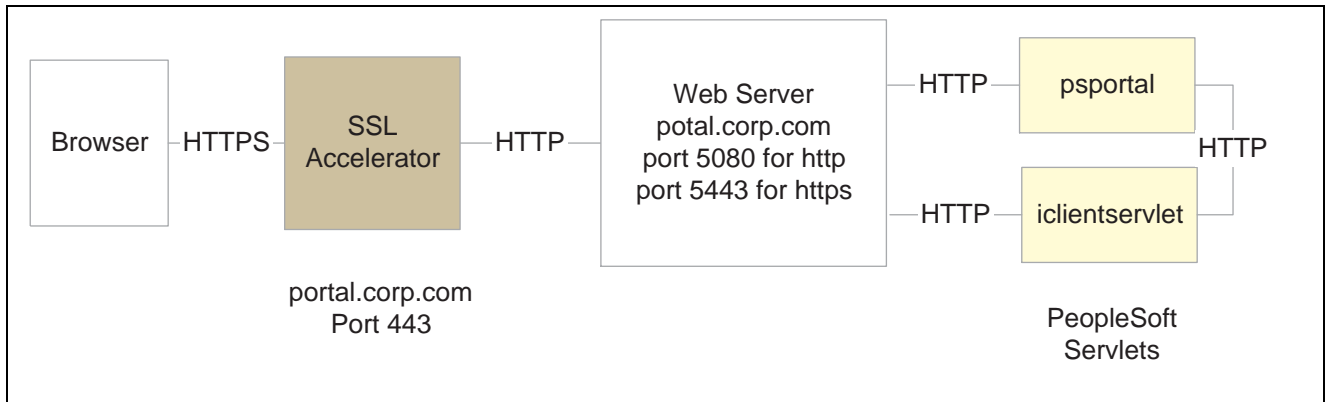 Browser
HTTPS
SSL
Accelerator
portal.corp.com
Port 443
HTTP
Web Server
potal.corp.com
port 5080 for http
port 5443 for https
HTTP
psportal
HTTP
iclientservlet
HTTP
PeopleSoft
Servlets